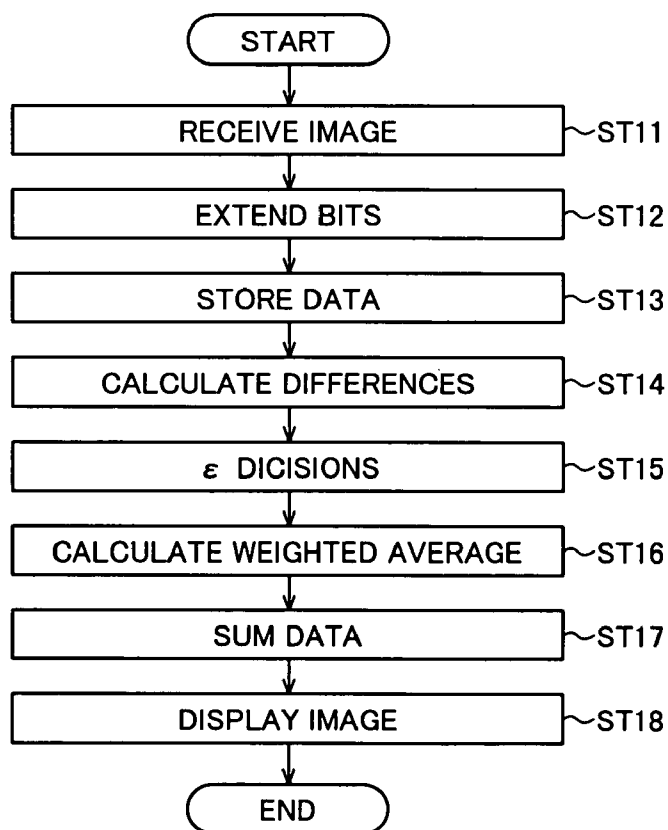 START
RECEIVE IMAGE ST11
EXTEND BITS ST12
STORE DATA ST13
CALCULATE DIFFERENCES ST14
ε DICISIONS ST15
CALCULATE WEIGHTED AVERAGE ST16
SUM DATA ST17
DISPLAY IMAGE ST18
END